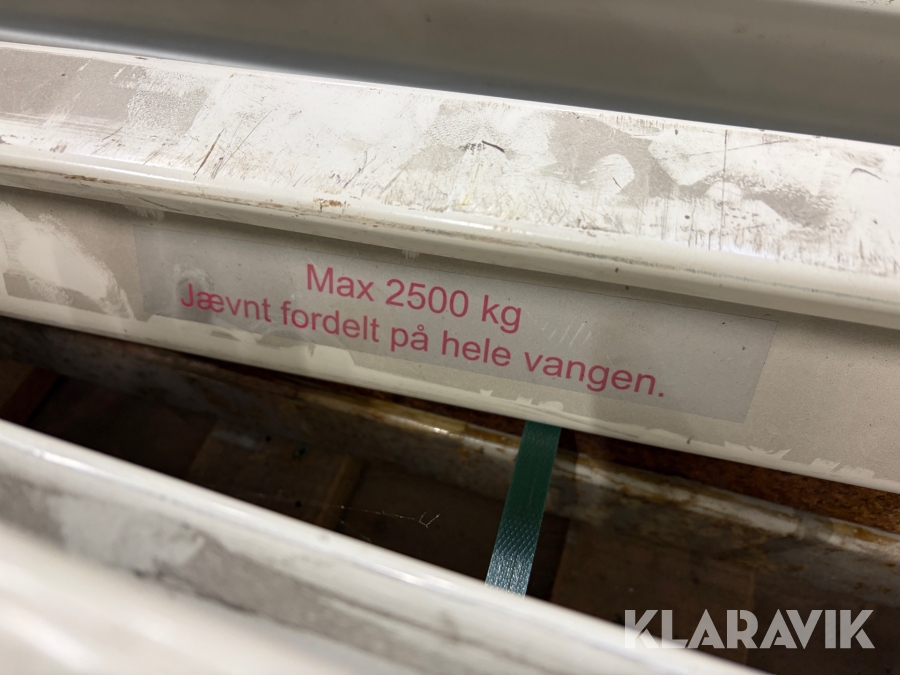 Max 2500 kg
Jævnt fordelt på hele vangen.
KLARAVIK